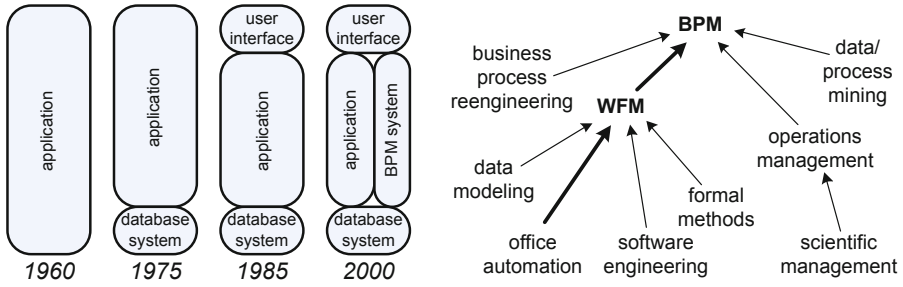 application
1960
application
database
system
1975
user
interface
application
database
system
1985
user
interface
application
BPM system
database
system
2000
BPM
business
process
reengineering
data/
process
mining
WFM
operations
management
data
modeling
formal
methods
office
automation
software
engineering
scientific
management